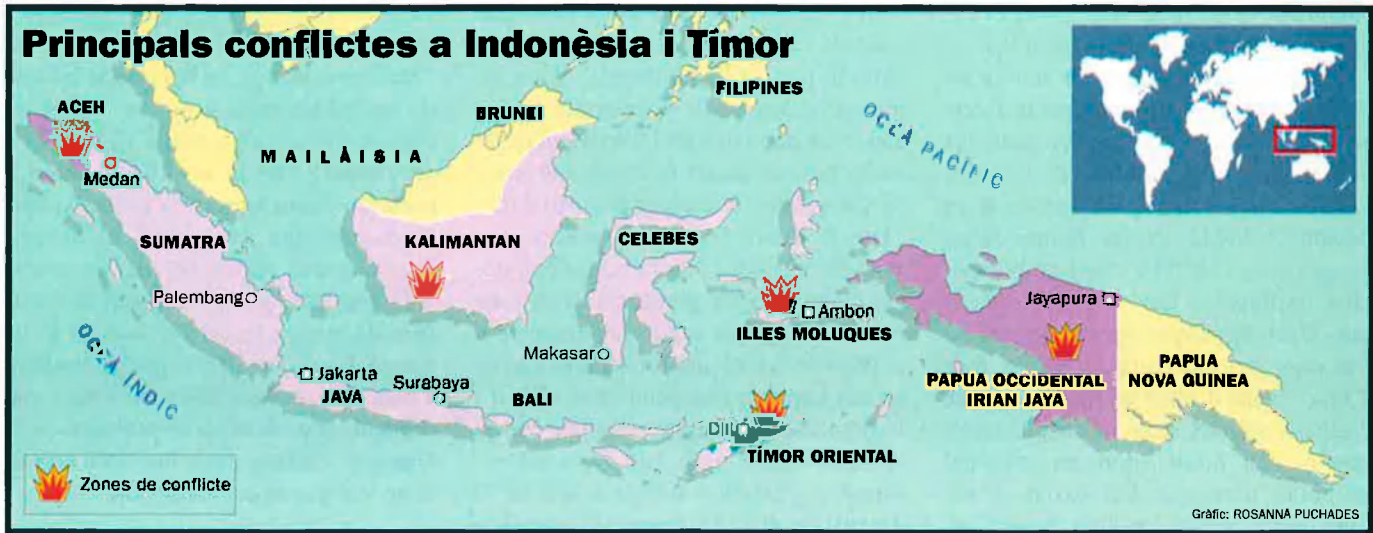 Principals conflictes a Indonèsia i Tímor
ACEH
Medan
MAILÀISIA
BRUNEI
FILIPINES
OCEÀ PACÍFIC
SUMATRA
KALIMANTAN
CELEBES
Palembang
OCEÀ ÍNDIC
Jakarta
JAVA
Surabaya
BALI
Makasar
Ambon
ILLES MOLUQUES
Dili
TÍMOR ORIENTAL
Jayapura
PAPUA OCCIDENTAL
IRIAN JAYA
PAPUA
NOVA GUINEA
Zones de conflicte
Gràfic: ROSANNA PUCHADES